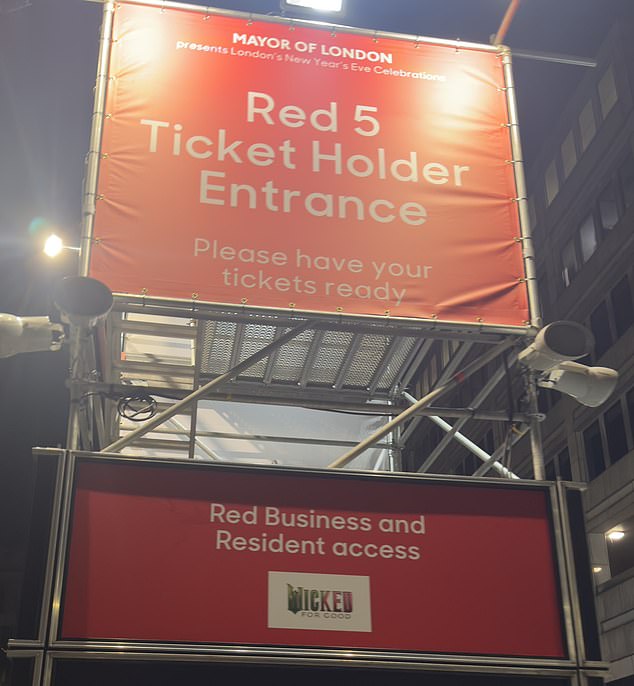 MAYOR OF LONDON
presents London's New Year's Eve Celebrations
Red 5
Ticket Holder
Entrance
Please have your
tickets ready
Red Business and
Resident access
WICKED
FOR GOOD